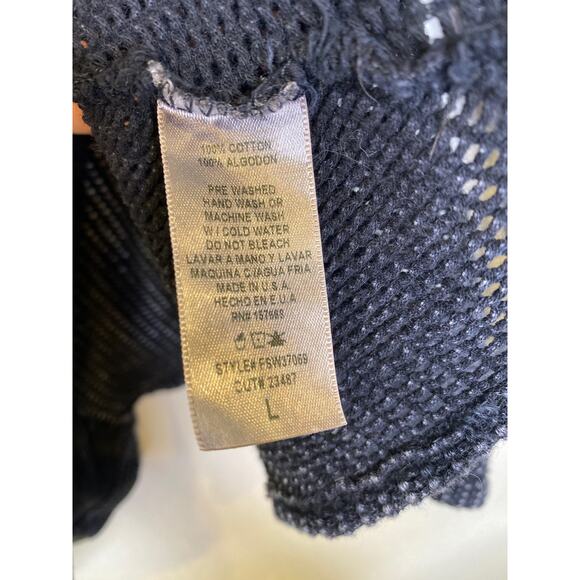 100% COTTON
100% ALGODON
PRE WASHED
HAND WASH OR
MACHINE WASH
W / COLD WATER
DO NOT BLEACH
LAVAR A MANO Y LAVAR
MAQUINA C/AGUA FRIA
MADE IN U.S.A.
HECHO EN E.U.A
RN# 157668
STYLE# FSW37069
CUT# 23487
L